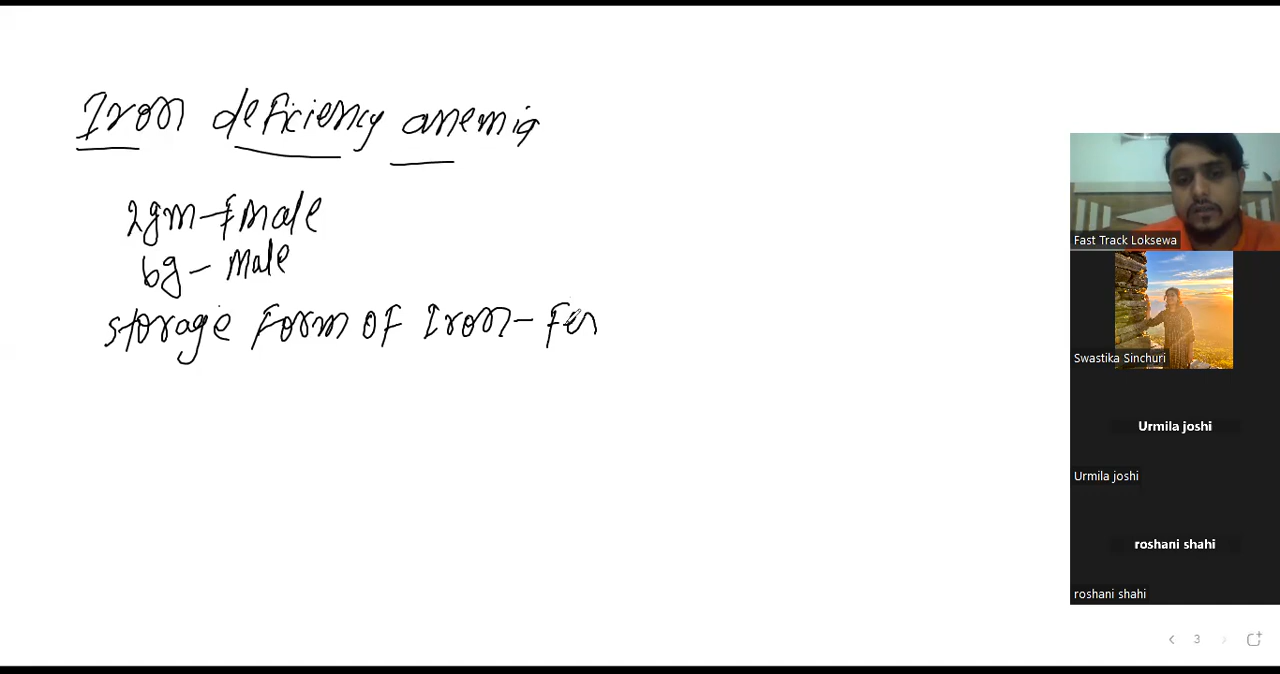 Iron deficiency anemia
2gm - fmale
6g - male
storage form of Iron - Fer
Fast Track Loksewa
Swastika Sinchuri
Urmila joshi
Urmila joshi
roshani shahi
roshani shahi
3